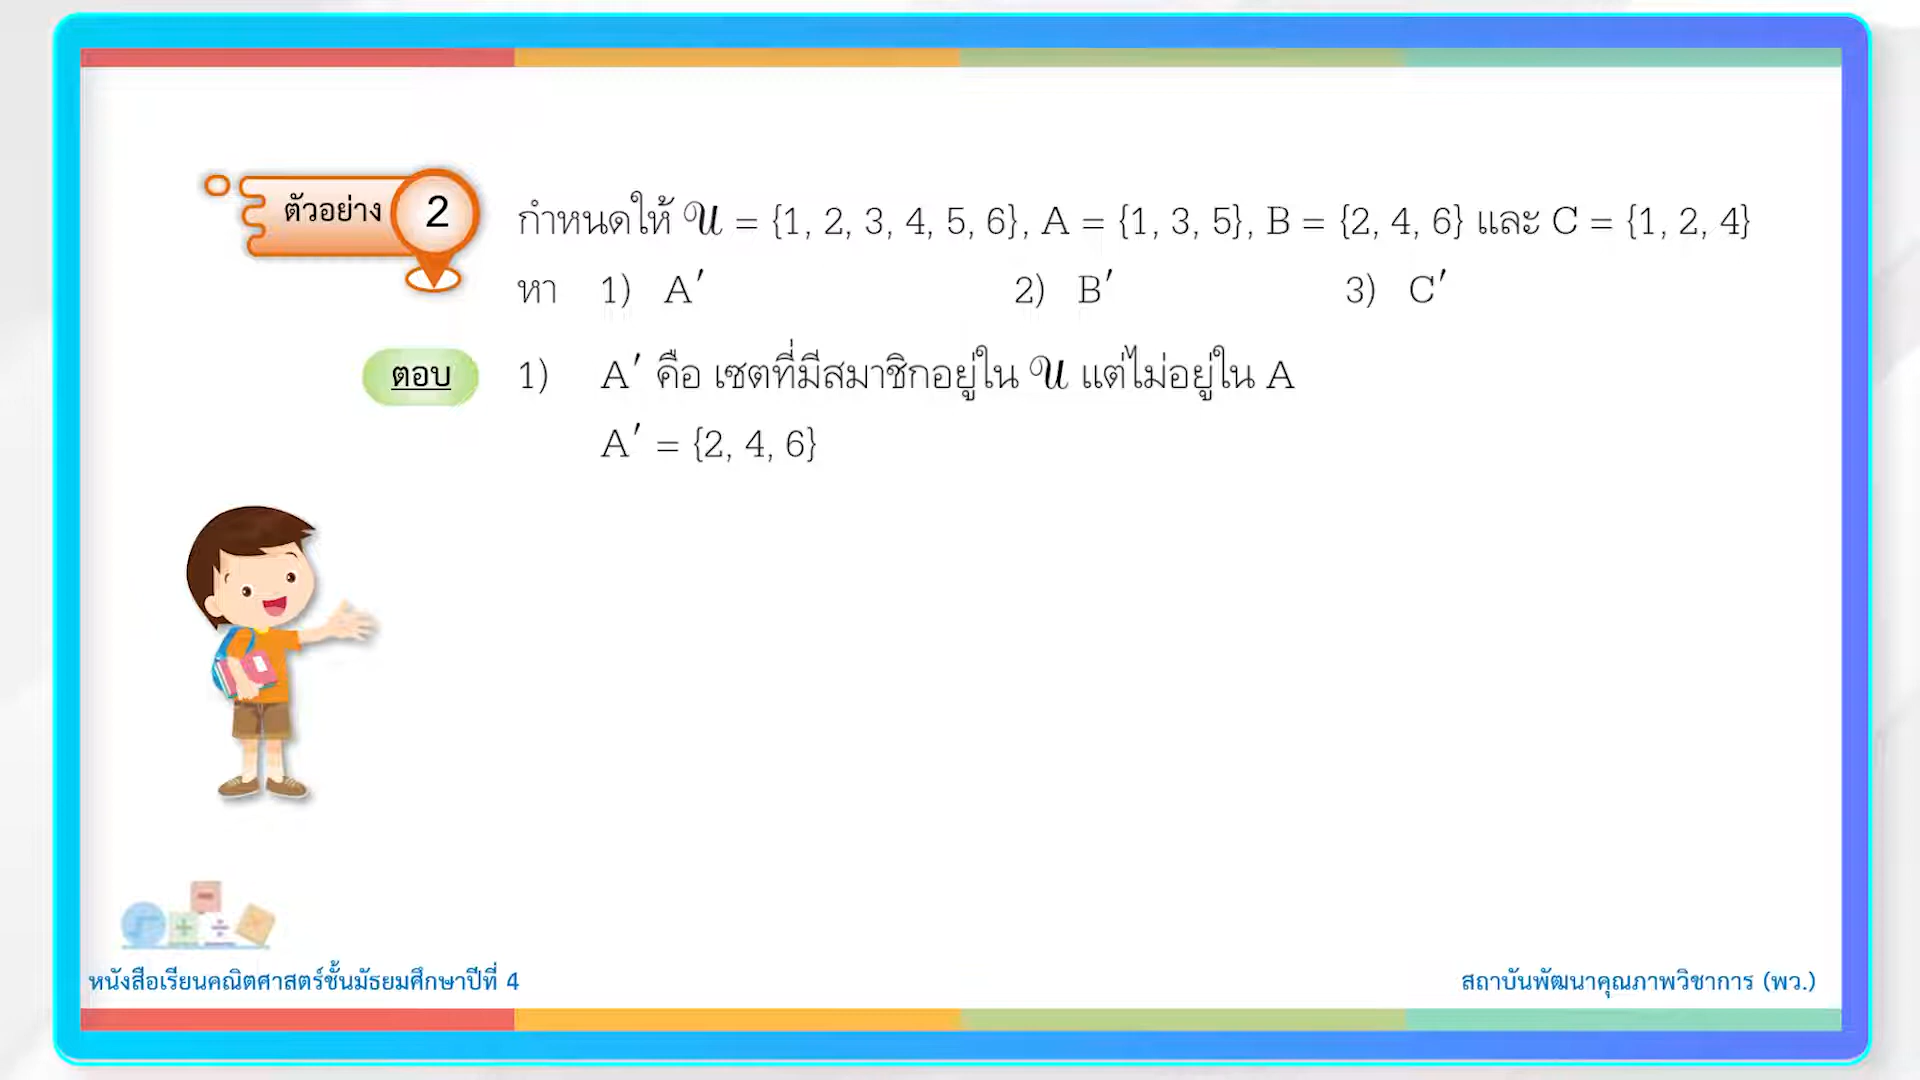 ตัวอย่าง 2
กำหนดให้ 𝒰 = {1, 2, 3, 4, 5, 6}, A = {1, 3, 5}, B = {2, 4, 6} และ C = {1, 2, 4}
หา 1) A′ 2) B′ 3) C′
ตอบ 1) A′ คือ เซตที่มีสมาชิกอยู่ใน 𝒰 แต่ไม่อยู่ใน A
A′ = {2, 4, 6}
หนังสือเรียนคณิตศาสตร์ชั้นมัธยมศึกษาปีที่ 4
สถาบันพัฒนาคุณภาพวิชาการ (พว.)